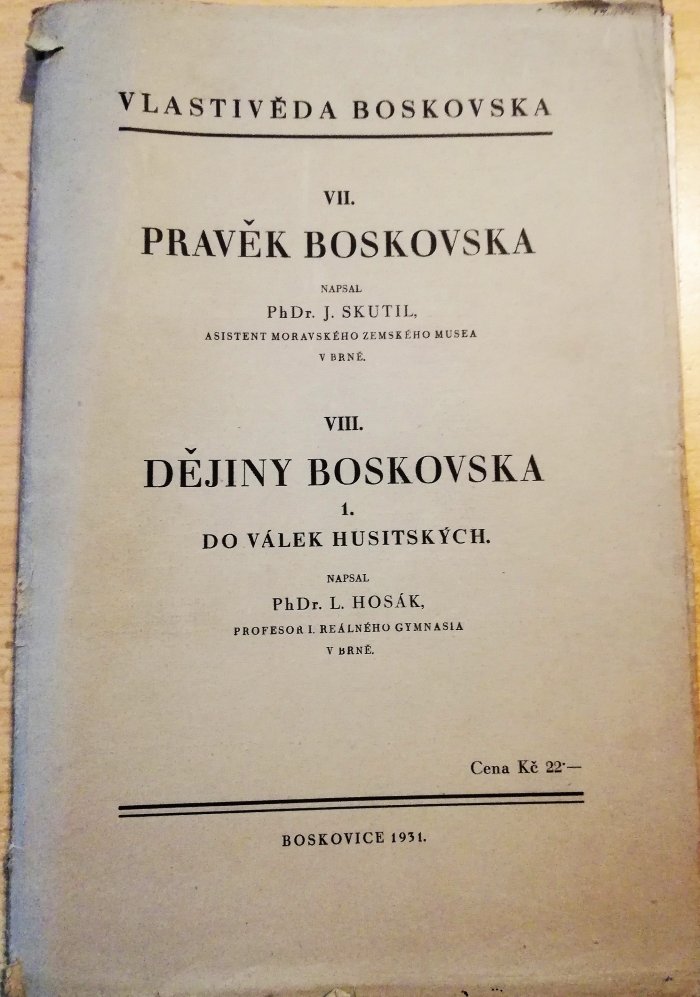 VLASTIVĚDA BOSKOVSKA
VII.
PRAVĚK BOSKOVSKA
NAPSAL
PhDr. J. SKUTIL,
ASISTENT MORAVSKÉHO ZEMSKÉHO MUSEA
V BRNĚ.
VIII.
DĚJINY BOSKOVSKA
1.
DO VÁLEK HUSITSKÝCH.
NAPSAL
PhDr. L. HOSÁK,
PROFESOR I. REÁLNÉHO GYMNASIA
V BRNĚ.
Cena Kč 22·—
BOSKOVICE 1931.